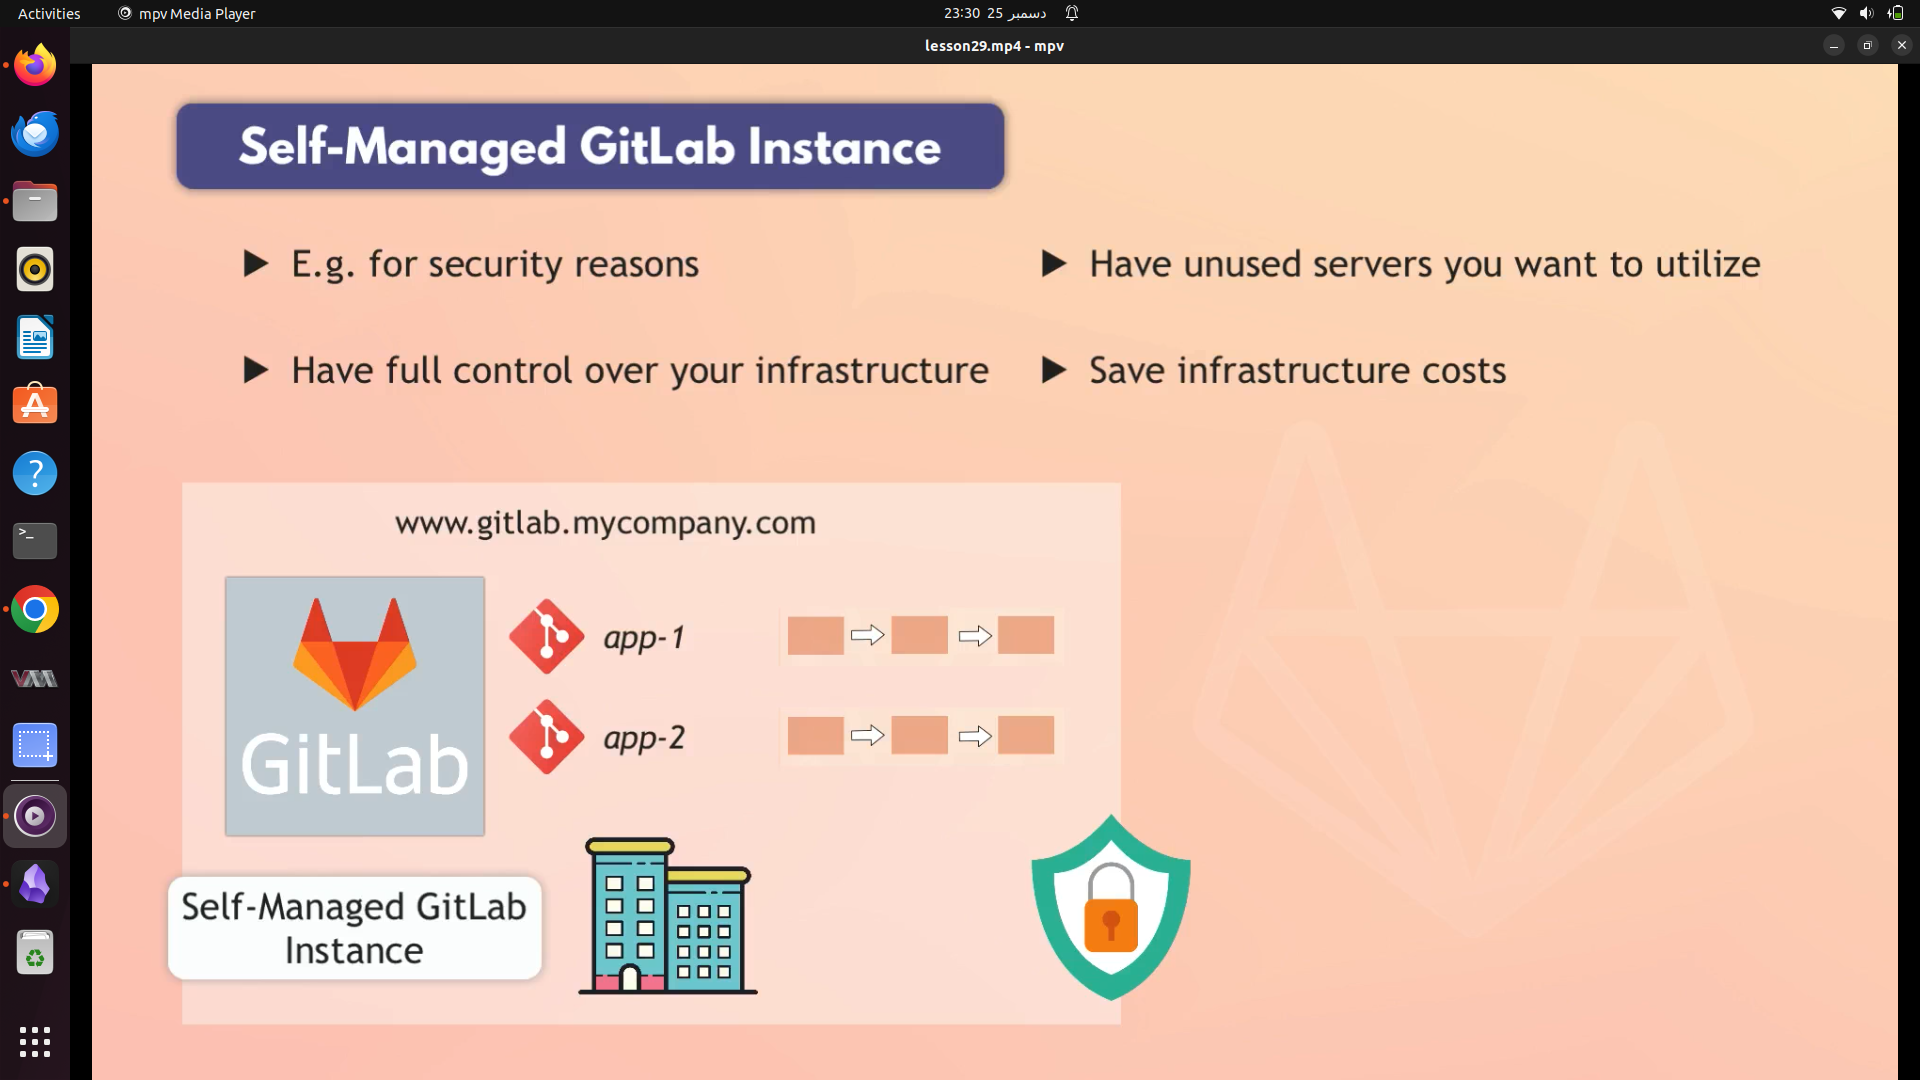 Activities
mpv Media Player
23:30 25 دسمبر
lesson29.mp4 - mpv
Self-Managed GitLab Instance
E.g. for security reasons
Have unused servers you want to utilize
Have full control over your infrastructure
Save infrastructure costs
www.gitlab.mycompany.com
app-1
app-2
GitLab
Self-Managed GitLab
Instance